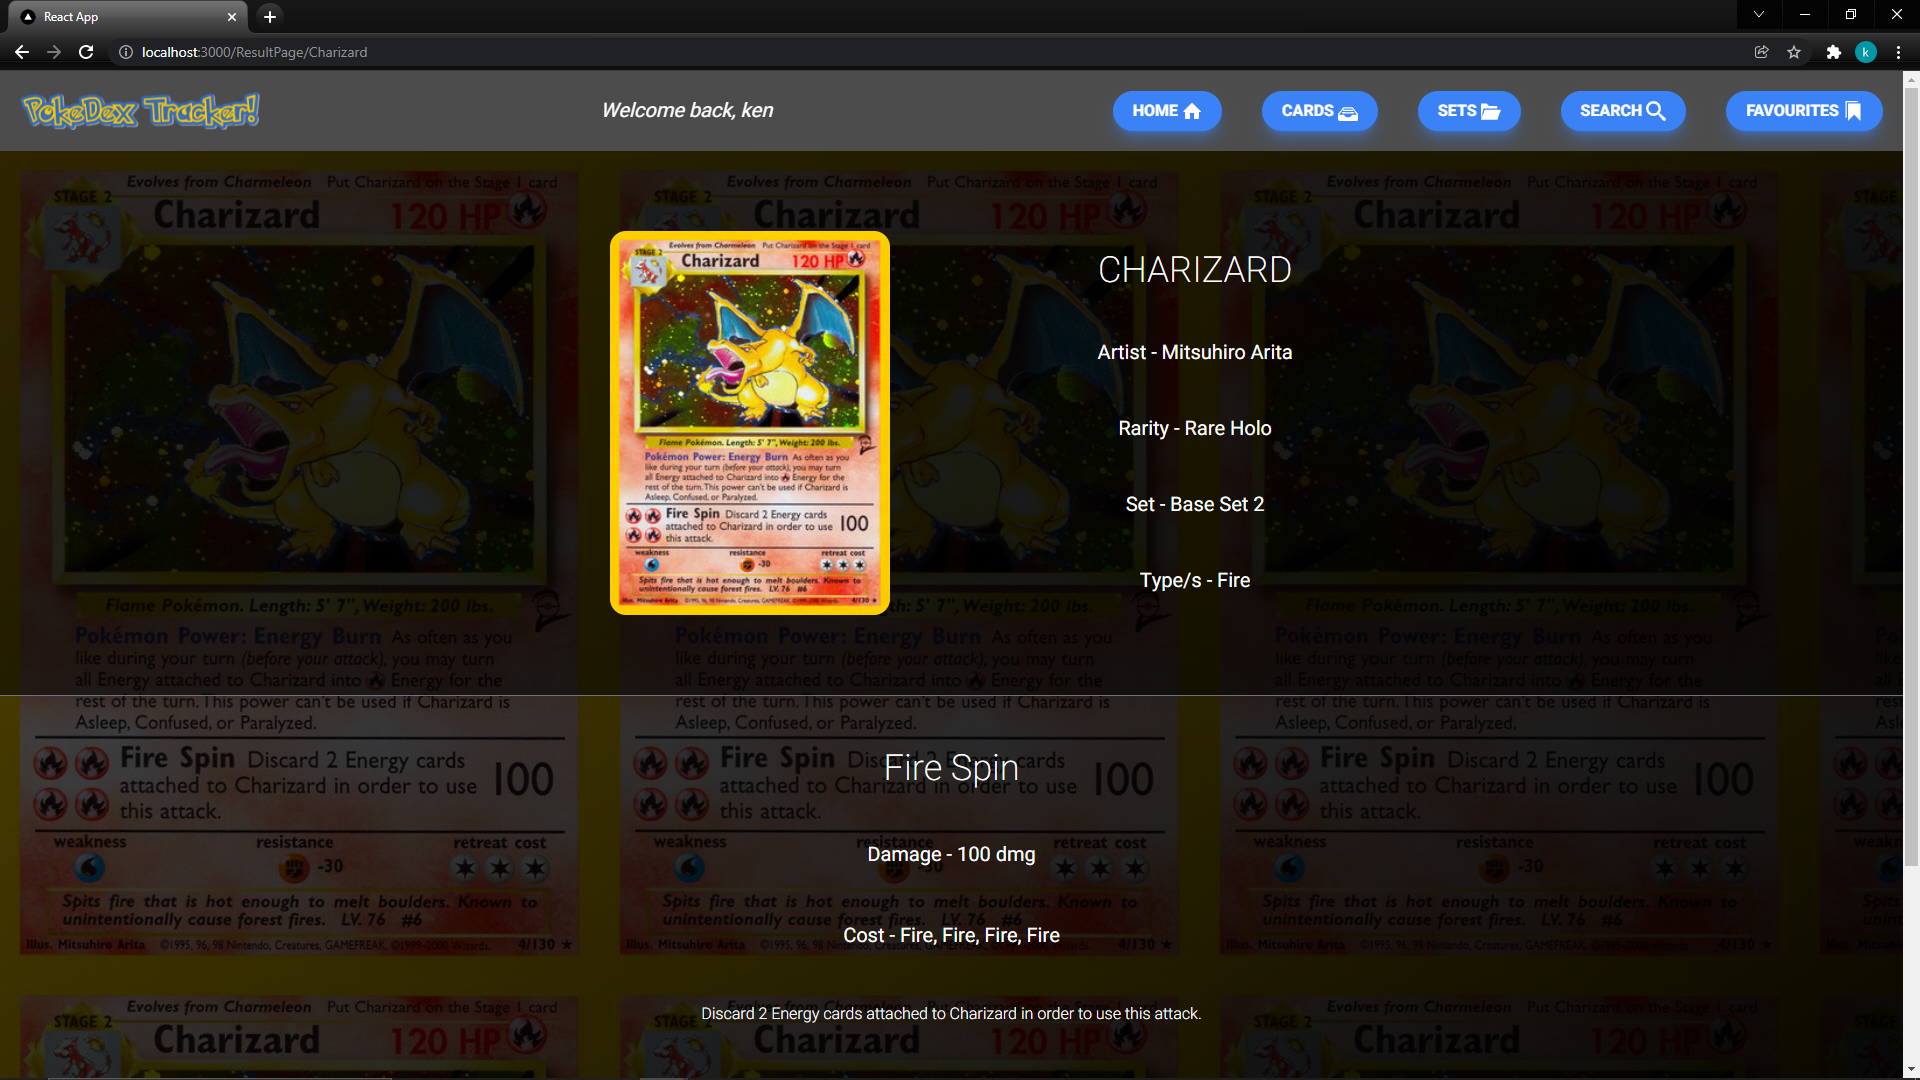 React App
localhost:3000/ResultPage/Charizard
k
PokeDex Tracker!
Welcome back, ken
HOME
CARDS
SETS
SEARCH
FAVOURITES
STAGE 2
Evolves from Charmeleon Put Charizard on the Stage 1 card
Charizard 120 HP
Flame Pokémon. Length: 5' 7", Weight: 200 lbs.
Pokémon Power: Energy Burn As often as you
like during your turn (before your attack), you may turn
all Energy attached to Charizard into Energy for the
rest of the turn. This power can't be used if Charizard is
Asleep, Confused, or Paralyzed.
Fire Spin Discard 2 Energy cards
attached to Charizard in order to use 100
this attack.
weakness resistance retreat cost
-30
Spits fire that is hot enough to melt boulders. Known to
unintentionally cause forest fires. LV. 76 #6
Illus. Mitsuhiro Arita ©1995, 96, 98 Nintendo, Creatures, GAMEFREAK. ©1999-2000 Wizards. 4/130
CHARIZARD
Artist - Mitsuhiro Arita
Rarity - Rare Holo
Set - Base Set 2
Type/s - Fire
Fire Spin
Damage - 100 dmg
Cost - Fire, Fire, Fire, Fire
Discard 2 Energy cards attached to Charizard in order to use this attack.